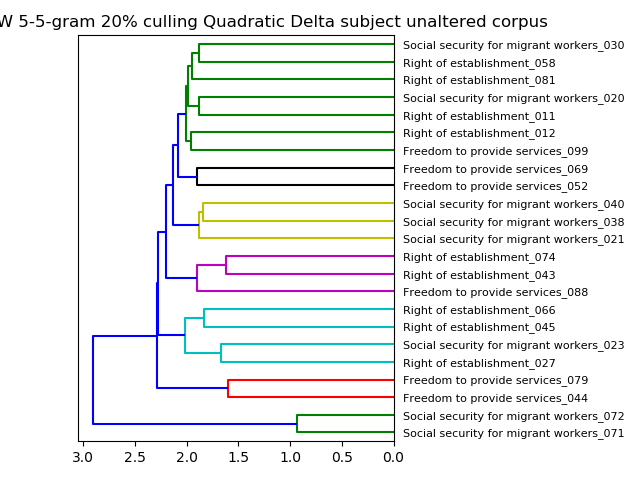 W 5-5-gram 20% culling Quadratic Delta subject unaltered corpus
Social security for migrant workers_030
Right of establishment_058
Right of establishment_081
Social security for migrant workers_020
Right of establishment_011
Right of establishment_012
Freedom to provide services_099
Freedom to provide services_069
Freedom to provide services_052
Social security for migrant workers_040
Social security for migrant workers_038
Social security for migrant workers_021
Right of establishment_074
Right of establishment_043
Freedom to provide services_088
Right of establishment_066
Right of establishment_045
Social security for migrant workers_023
Right of establishment_027
Freedom to provide services_079
Freedom to provide services_044
Social security for migrant workers_072
Social security for migrant workers_071
3.0 2.5 2.0 1.5 1.0 0.5 0.0